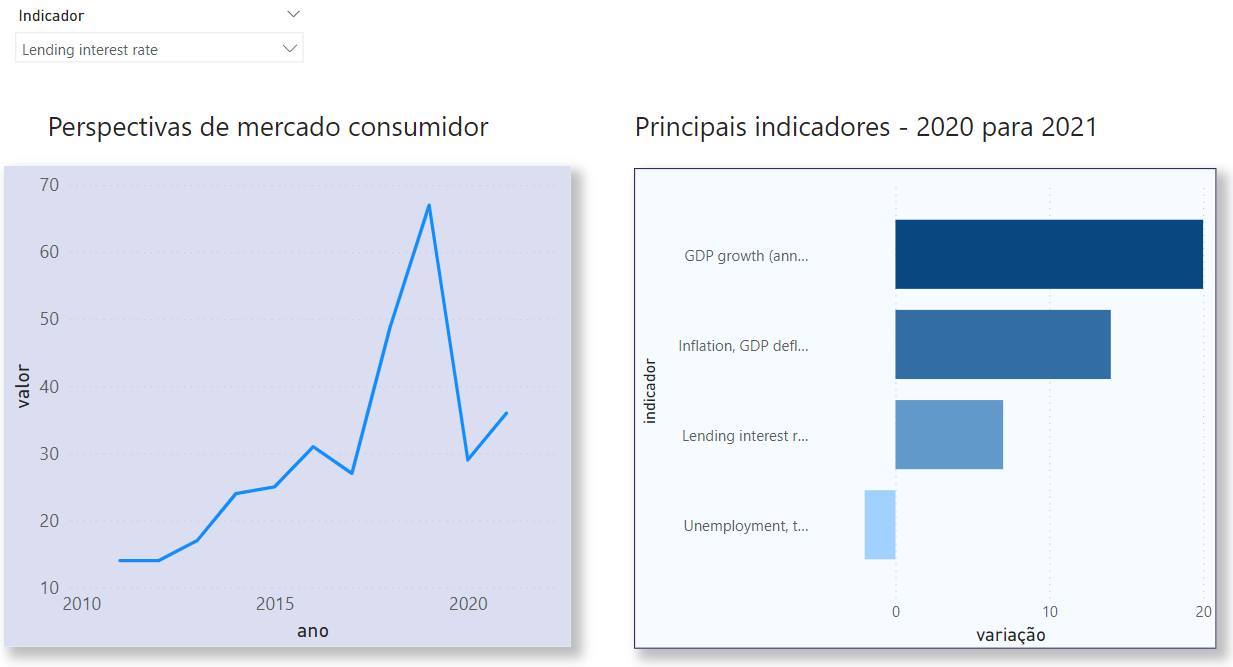 Indicador
Lending interest rate
Perspectivas de mercado consumidor
70
60
50
40
30
20
10
valor
2010 2015 2020
ano
Principais indicadores - 2020 para 2021
indicador
GDP growth (ann...
Inflation, GDP defl...
Lending interest r...
Unemployment, t...
0 10 20
variação